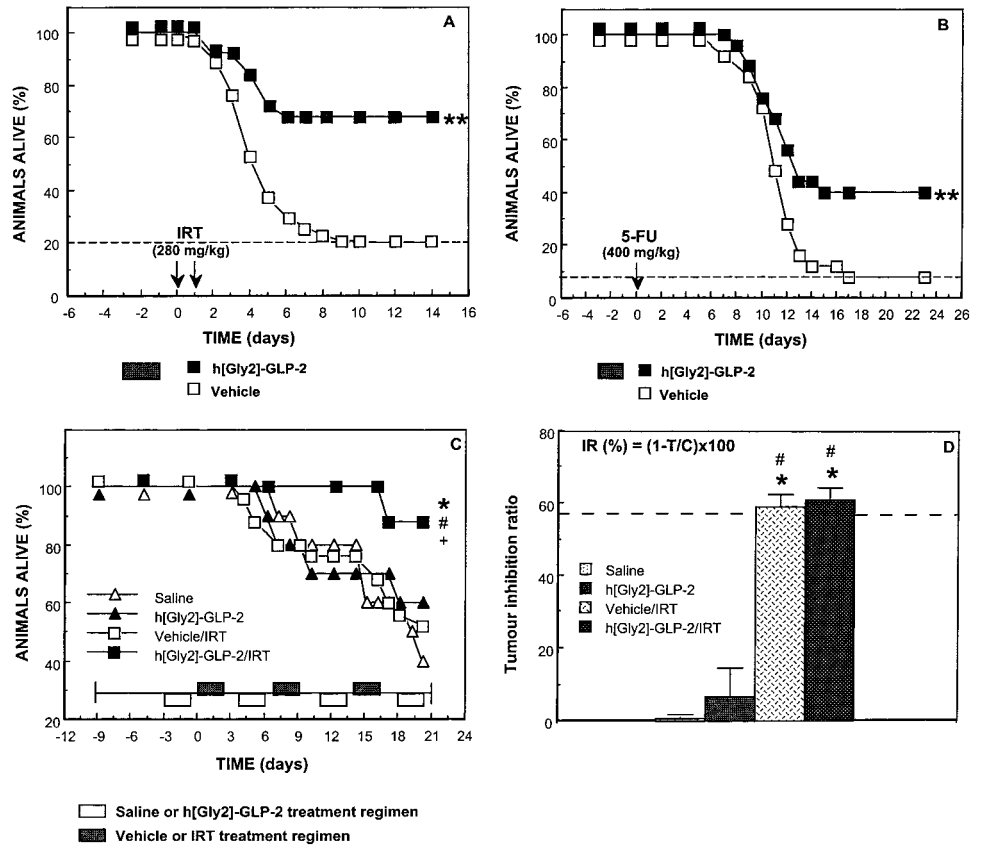 A
ANIMALS ALIVE (%)
100
80
60
40
20
0
**
IRT
(280 mg/kg)
-6 -4 -2 0 2 4 6 8 10 12 14 16
TIME (days)
h[Gly2]-GLP-2
Vehicle
B
ANIMALS ALIVE (%)
100
80
60
40
20
0
**
5-FU
(400 mg/kg)
-6 -4 -2 0 2 4 6 8 10 12 14 16 18 20 22 24 26
TIME (days)
h[Gly2]-GLP-2
Vehicle
C
ANIMALS ALIVE (%)
100
80
60
40
20
*
#
+
Saline
h[Gly2]-GLP-2
Vehicle/IRT
h[Gly2]-GLP-2/IRT
-12 -9 -6 -3 0 3 6 9 12 15 18 21 24
TIME (days)
Saline or h[Gly2]-GLP-2 treatment regimen
Vehicle or IRT treatment regimen
IR (%) = (1-T/C)x100
D
Tumour inhibition ratio
80
60
40
20
0
# #
* *
Saline
h[Gly2]-GLP-2
Vehicle/IRT
h[Gly2]-GLP-2/IRT